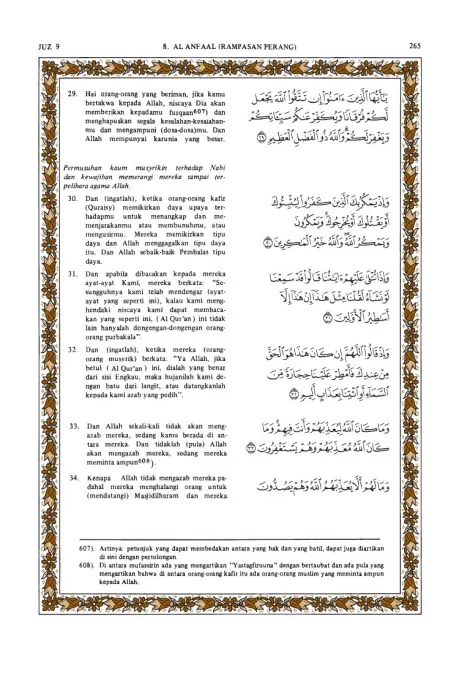 JUZ 9 8. AL ANFAAL (RAMPASAN PERANG) 265
29. Hai orang-orang yang beriman, jika kamu
bertakwa kepada Allah, niscaya Dia akan
memberikan kepadamu furqaan607) dan
menghapuskan segala kesalahan-kesalahan-
mu dan mengampuni (dosa-dosa)mu. Dan
Allah mempunyai karunia yang besar.
يَٰٓأَيُّهَا ٱلَّذِينَ ءَامَنُوٓا۟ إِن تَتَّقُوا۟ ٱللَّهَ يَجْعَل
لَّكُمْ فُرْقَانًا وَيُكَفِّرْ عَنكُمْ سَيِّـَٔاتِكُمْ
وَيَغْفِرْ لَكُمْ وَٱللَّهُ ذُو ٱلْفَضْلِ ٱلْعَظِيمِ ٢٩
Permusuhan kaum musyrikin terhadap Nabi
dan kewajiban memerangi mereka sampai ter-
pelihara agama Allah.
30. Dan (ingatlah), ketika orang-orang kafir
(Quraisy) memikirkan daya upaya ter-
hadapmu untuk menangkap dan me-
menjarakanmu atau membunuhmu, atau
mengusirmu. Mereka memikirkan tipu
daya dan Allah menggagalkan tipu daya
itu. Dan Allah sebaik-baik Pembalas tipu
daya.
وَإِذْ يَمْكُرُ بِكَ ٱلَّذِينَ كَفَرُوا۟ لِيُثْبِتُوكَ
أَوْ يَقْتُلُوكَ أَوْ يُخْرِجُوكَ وَيَمْكُرُونَ
وَيَمْكُرُ ٱللَّهُ وَٱللَّهُ خَيْرُ ٱلْمَٰكِرِينَ ٣٠
31. Dan apabila dibacakan kepada mereka
ayat-ayat Kami, mereka berkata: "Se-
sungguhnya kami telah mendengar (ayat-
ayat yang seperti ini), kalau kami meng-
hendaki niscaya kami dapat membaca-
kan yang seperti ini, (Al Qur'an) ini tidak
lain hanyalah dongengan-dongengan orang-
orang purbakala".
وَإِذَا تُتْلَىٰ عَلَيْهِمْ ءَايَٰتُنَا قَالُوا۟ قَدْ سَمِعْنَا
لَوْ نَشَآءُ لَقُلْنَا مِثْلَ هَٰذَآ إِنْ هَٰذَآ إِلَّآ
أَسَٰطِيرُ ٱلْأَوَّلِينَ ٣١
32. Dan (ingatlah), ketika mereka (orang-
orang musyrik) berkata: "Ya Allah, jika
betul (Al Qur'an) ini, dialah yang benar
dari sisi Engkau, maka hujanilah kami de-
ngan batu dari langit, atau datangkanlah
kepada kami azab yang pedih".
وَإِذْ قَالُوا۟ ٱللَّهُمَّ إِن كَانَ هَٰذَا هُوَ ٱلْحَقَّ
مِنْ عِندِكَ فَأَمْطِرْ عَلَيْنَا حِجَارَةً مِّنَ
ٱلسَّمَآءِ أَوِ ٱئْتِنَا بِعَذَابٍ أَلِيمٍ ٣٢
33. Dan Allah sekali-kali tidak akan meng-
azab mereka, sedang kamu berada di an-
tara mereka. Dan tidaklah (pula) Allah
akan mengazab mereka, sedang mereka
meminta ampun608).
وَمَا كَانَ ٱللَّهُ لِيُعَذِّبَهُمْ وَأَنتَ فِيهِمْ وَمَا
كَانَ ٱللَّهُ مُعَذِّبَهُمْ وَهُمْ يَسْتَغْفِرُونَ ٣٣
34. Kenapa Allah tidak mengazab mereka pa-
dahal mereka menghalangi orang untuk
(mendatangi) Masjidilharam dan mereka
وَمَا لَهُمْ أَلَّا يُعَذِّبَهُمُ ٱللَّهُ وَهُمْ يَصُدُّونَ
607). Artinya: petunjuk yang dapat membedakan antara yang hak dan yang batil, dapat juga diartikan
di sini dengan pertolongan.
608). Di antara mufassirin ada yang mengartikan "Yastagfiruuna" dengan bertaubat dan ada pula yang
mengartikan bahwa di antara orang-orang kafir itu ada orang-orang muslim yang meminta ampun
kepada Allah.